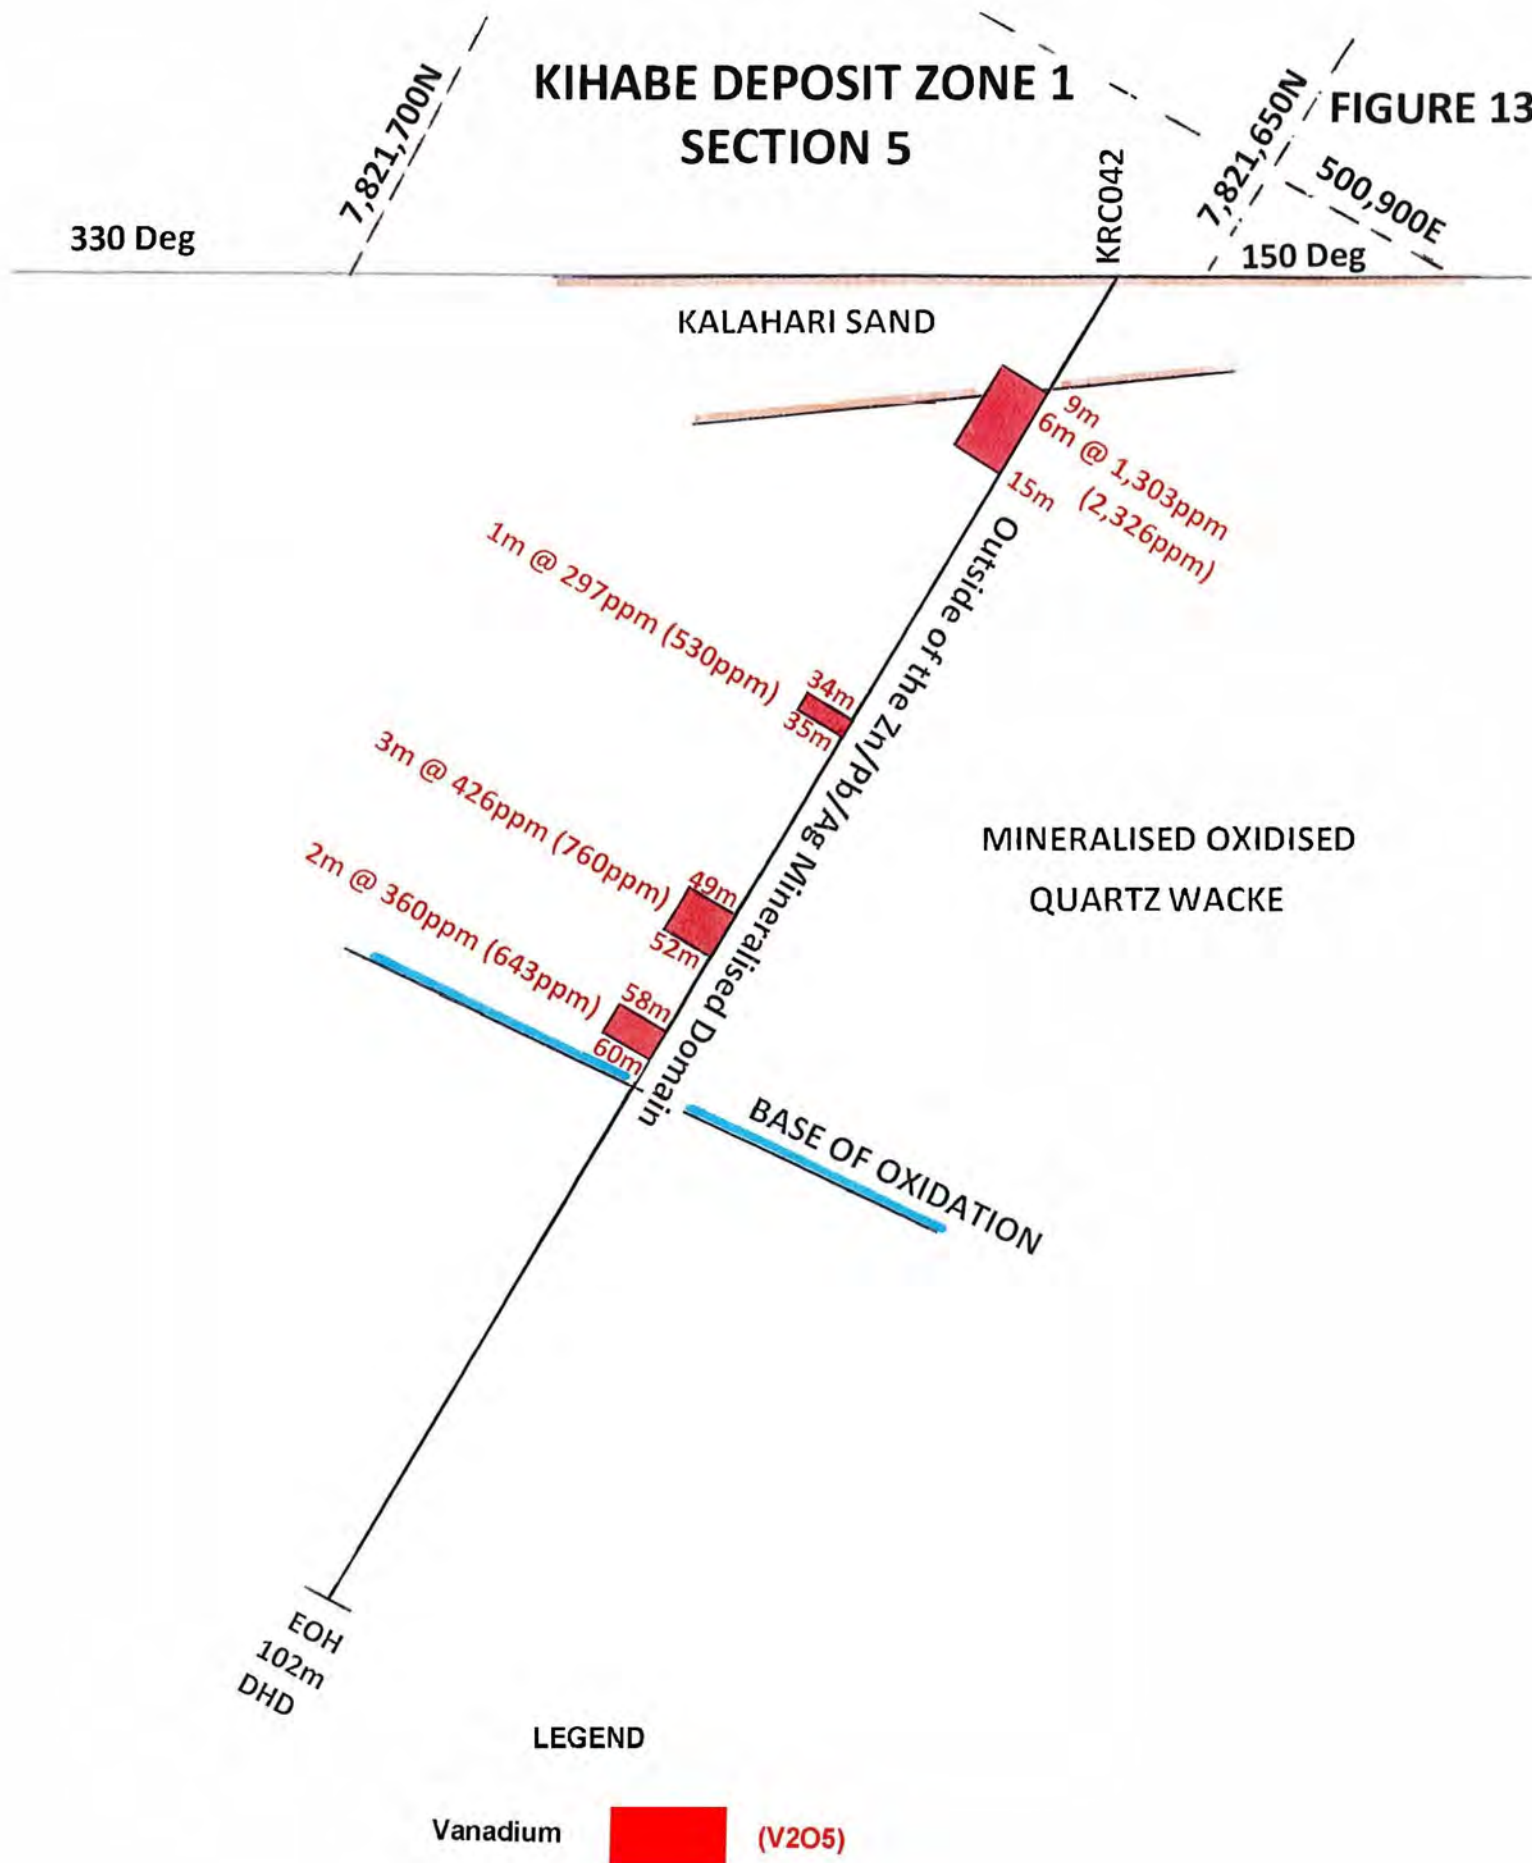 KIHABE DEPOSIT ZONE 1
SECTION 5
FIGURE 13
7,821,700N
7,821,650N
500,900E
KRC042
330 Deg
150 Deg
KALAHARI SAND
9m
6m @ 1,303ppm
(2,326ppm)
15m
Outside of the Zn/Pb/Ag Mineralised Domain
1m @ 297ppm (530ppm)
34m
35m
3m @ 426ppm (760ppm)
49m
52m
MINERALISED OXIDISED
QUARTZ WACKE
2m @ 360ppm (643ppm)
58m
60m
BASE OF OXIDATION
EOH
102m
DHD
LEGEND
Vanadium
(V2O5)